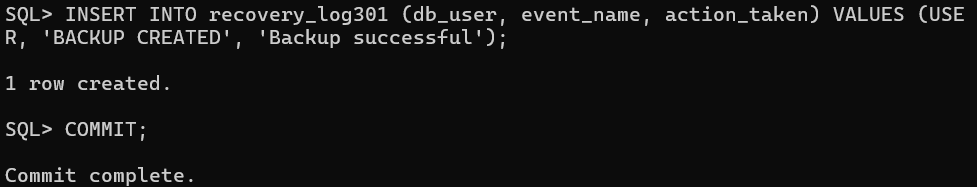 SQL> INSERT INTO recovery_log301 (db_user, event_name, action_taken) VALUES (USE
R, 'BACKUP CREATED', 'Backup successful');
1 row created.
SQL> COMMIT;
Commit complete.